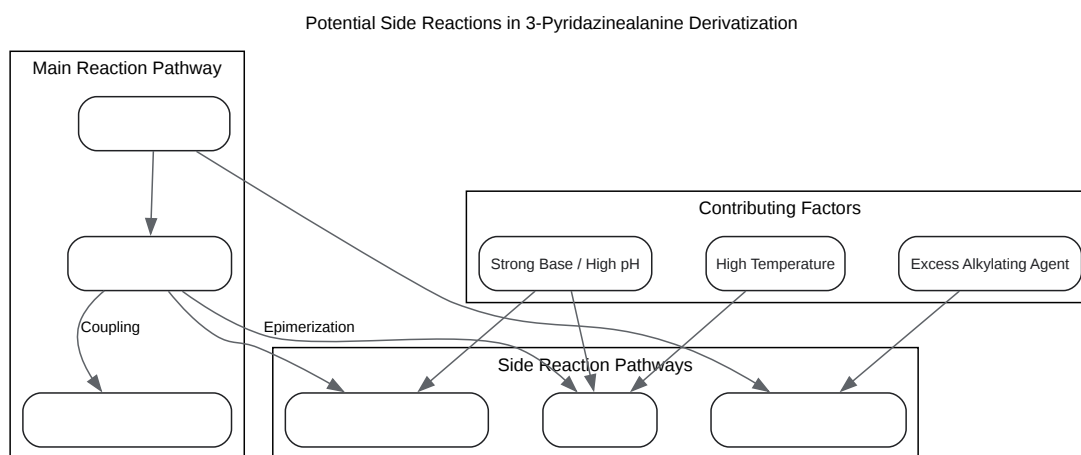 Potential Side Reactions in 3-Pyridazinealanine Derivatization
Main Reaction Pathway
Contributing Factors
Strong Base / High pH
High Temperature
Excess Alkylating Agent
Coupling
Epimerization
Side Reaction Pathways